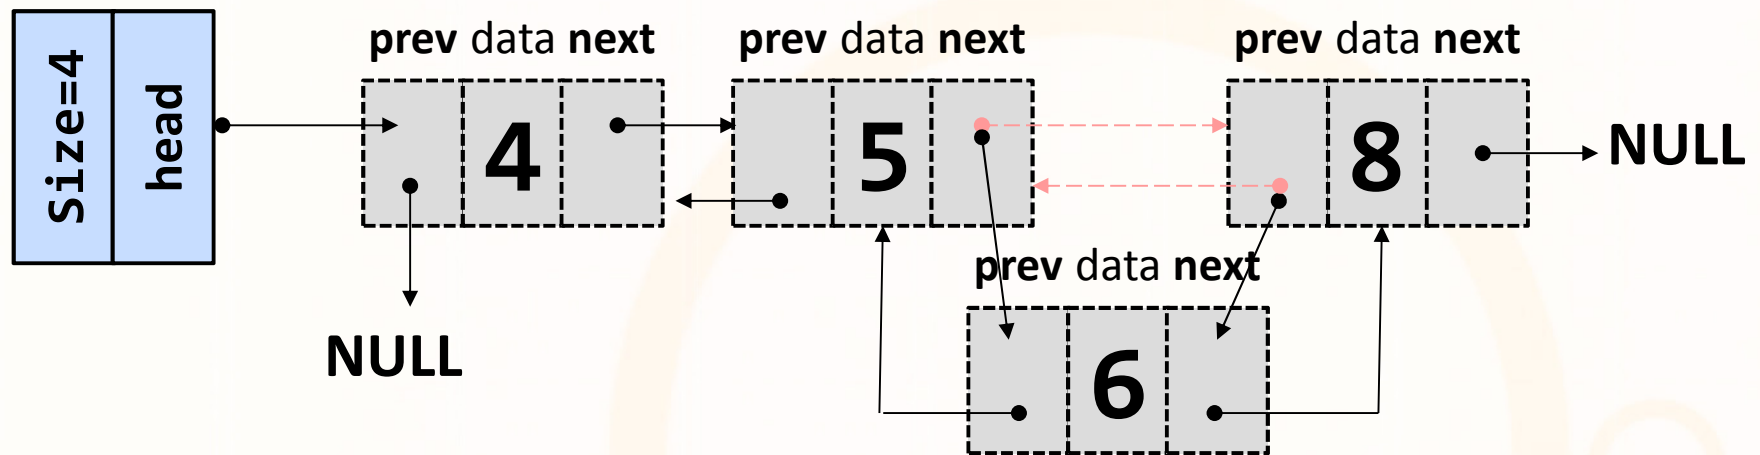 Size=4
head
prev data next
4
NULL
prev data next
5
prev data next
8
NULL
prev data next
6